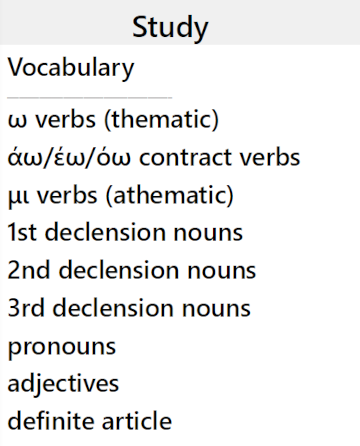 Study
Vocabulary
ω verbs (thematic)
άω/έω/όω contract verbs
μι verbs (athematic)
1st declension nouns
2nd declension nouns
3rd declension nouns
pronouns
adjectives
definite article